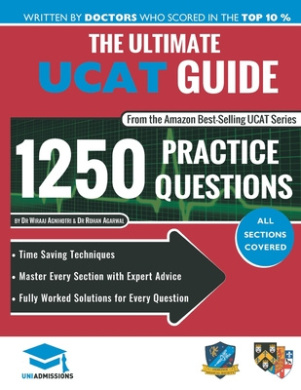 WRITTEN BY DOCTORS WHO SCORED IN THE TOP 10 %
THE ULTIMATE
UCAT GUIDE
From the Amazon Best-Selling UCAT Series
1250 PRACTICE
QUESTIONS
BY DR WIRAAJ AGNIHOTRI & DR ROHAN AGARWAL
ALL
SECTIONS
COVERED
• Time Saving Techniques
• Master Every Section with Expert Advice
• Fully Worked Solutions for Every Question
UNIADMISSIONS